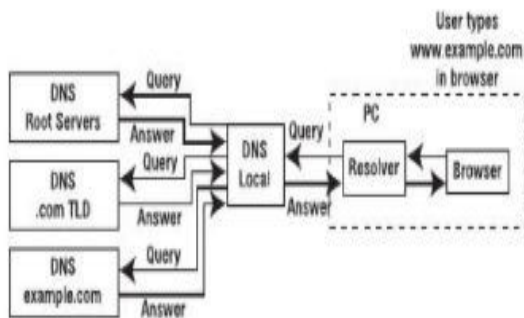 User types
www.example.com
in browser
DNS
Root Servers
Query
Answer
DNS
.com TLD
Query
Answer
DNS
example.com
Query
Answer
DNS
Local
Query
Answer
PC
Resolver
Browser